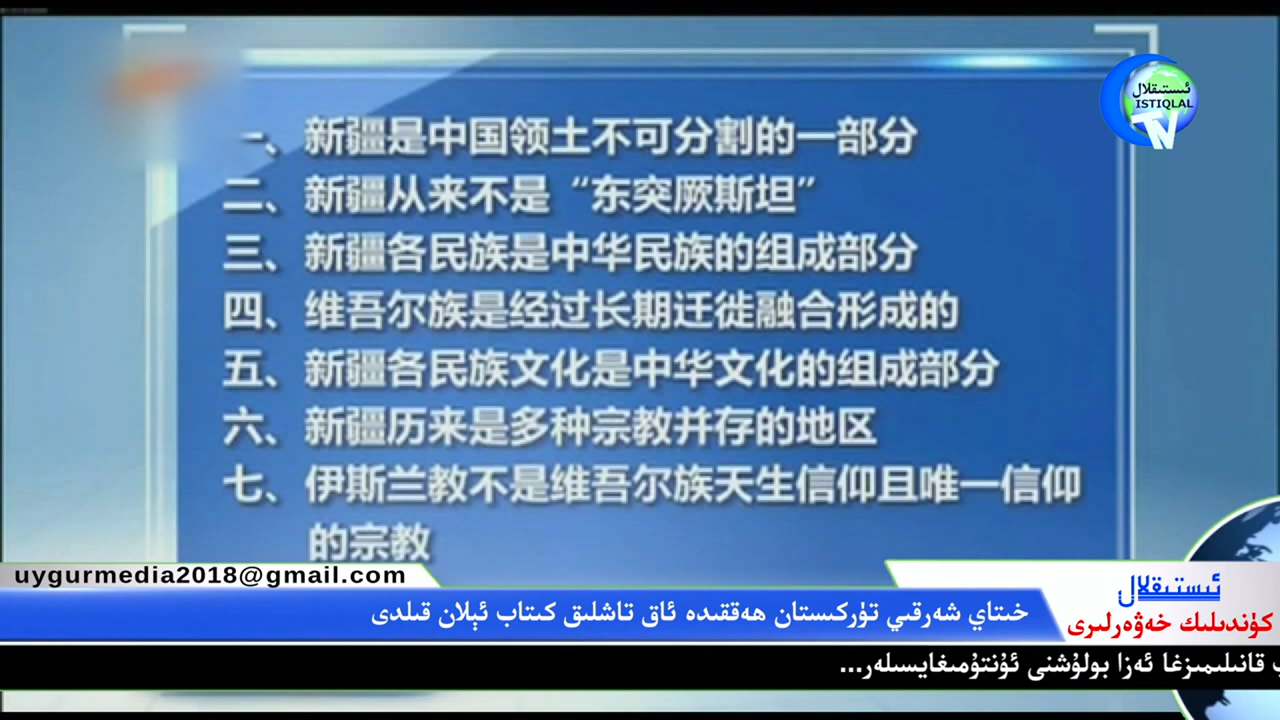 ئىستىقلال
ISTIQLAL
TV
一、新疆是中国领土不可分割的一部分
二、新疆从来不是“东突厥斯坦”
三、新疆各民族是中华民族的组成部分
四、维吾尔族是经过长期迁徙融合形成的
五、新疆各民族文化是中华文化的组成部分
六、新疆历来是多种宗教并存的地区
七、伊斯兰教不是维吾尔族天生信仰且唯一信仰
的宗教
uygurmedia2018@gmail.com
ئىستىقلال
كۈندىلىك خەۋەرلىرى
خىتاي شەرقىي تۈركىستان ھەققىدە ئاق تاشلىق كىتاب ئېلان قىلدى
قانىلىمىزغا ئەزا بولۇشنى ئۇنتۇمىغايسىلەر...